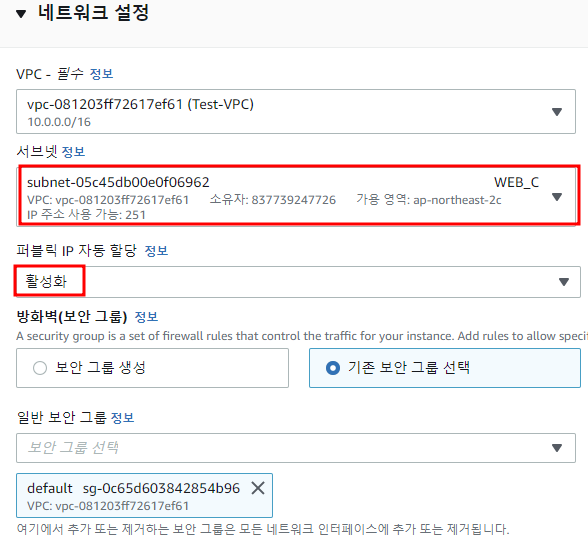 ▼ 네트워크 설정
VPC - 필수 정보
vpc-081203ff72617ef61 (Test-VPC)
10.0.0.0/16
서브넷 정보
subnet-05c45db00e0f06962 WEB_C
VPC: vpc-081203ff72617ef61 소유자: 837739247726 가용 영역: ap-northeast-2c
IP 주소 사용 가능: 251
퍼블릭 IP 자동 할당 정보
활성화
방화벽(보안 그룹) 정보
A security group is a set of firewall rules that control the traffic for your instance. Add rules to allow specif
보안 그룹 생성
기존 보안 그룹 선택
일반 보안 그룹 정보
보안 그룹 선택
default sg-0c65d603842854b96
VPC: vpc-081203ff72617ef61
여기에서 추가 또는 제거하는 보안 그룹은 모든 네트워크 인터페이스에 추가 또는 제거됩니다.